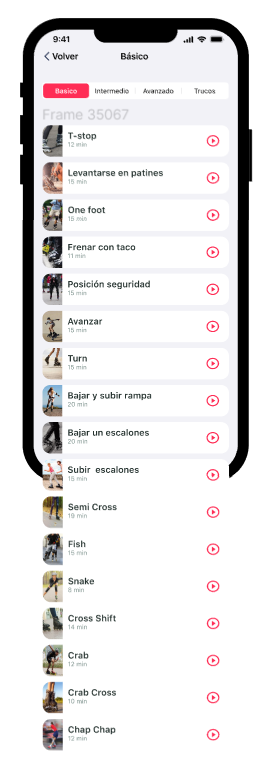 9:41
Volver
Básico
Basico Intermedio Avanzado Trucos
Frame 35067
T-stop
12 min
Levantarse en patines
15 min
One foot
15 min
Frenar con taco
11 min
Posición seguridad
15 min
Avanzar
15 min
Turn
15 min
Bajar y subir rampa
20 min
Bajar un escalones
20 min
Subir escalones
15 min
Semi Cross
19 min
Fish
15 min
Snake
8 min
Cross Shift
14 min
Crab
12 min
Crab Cross
10 min
Chap Chap
12 min